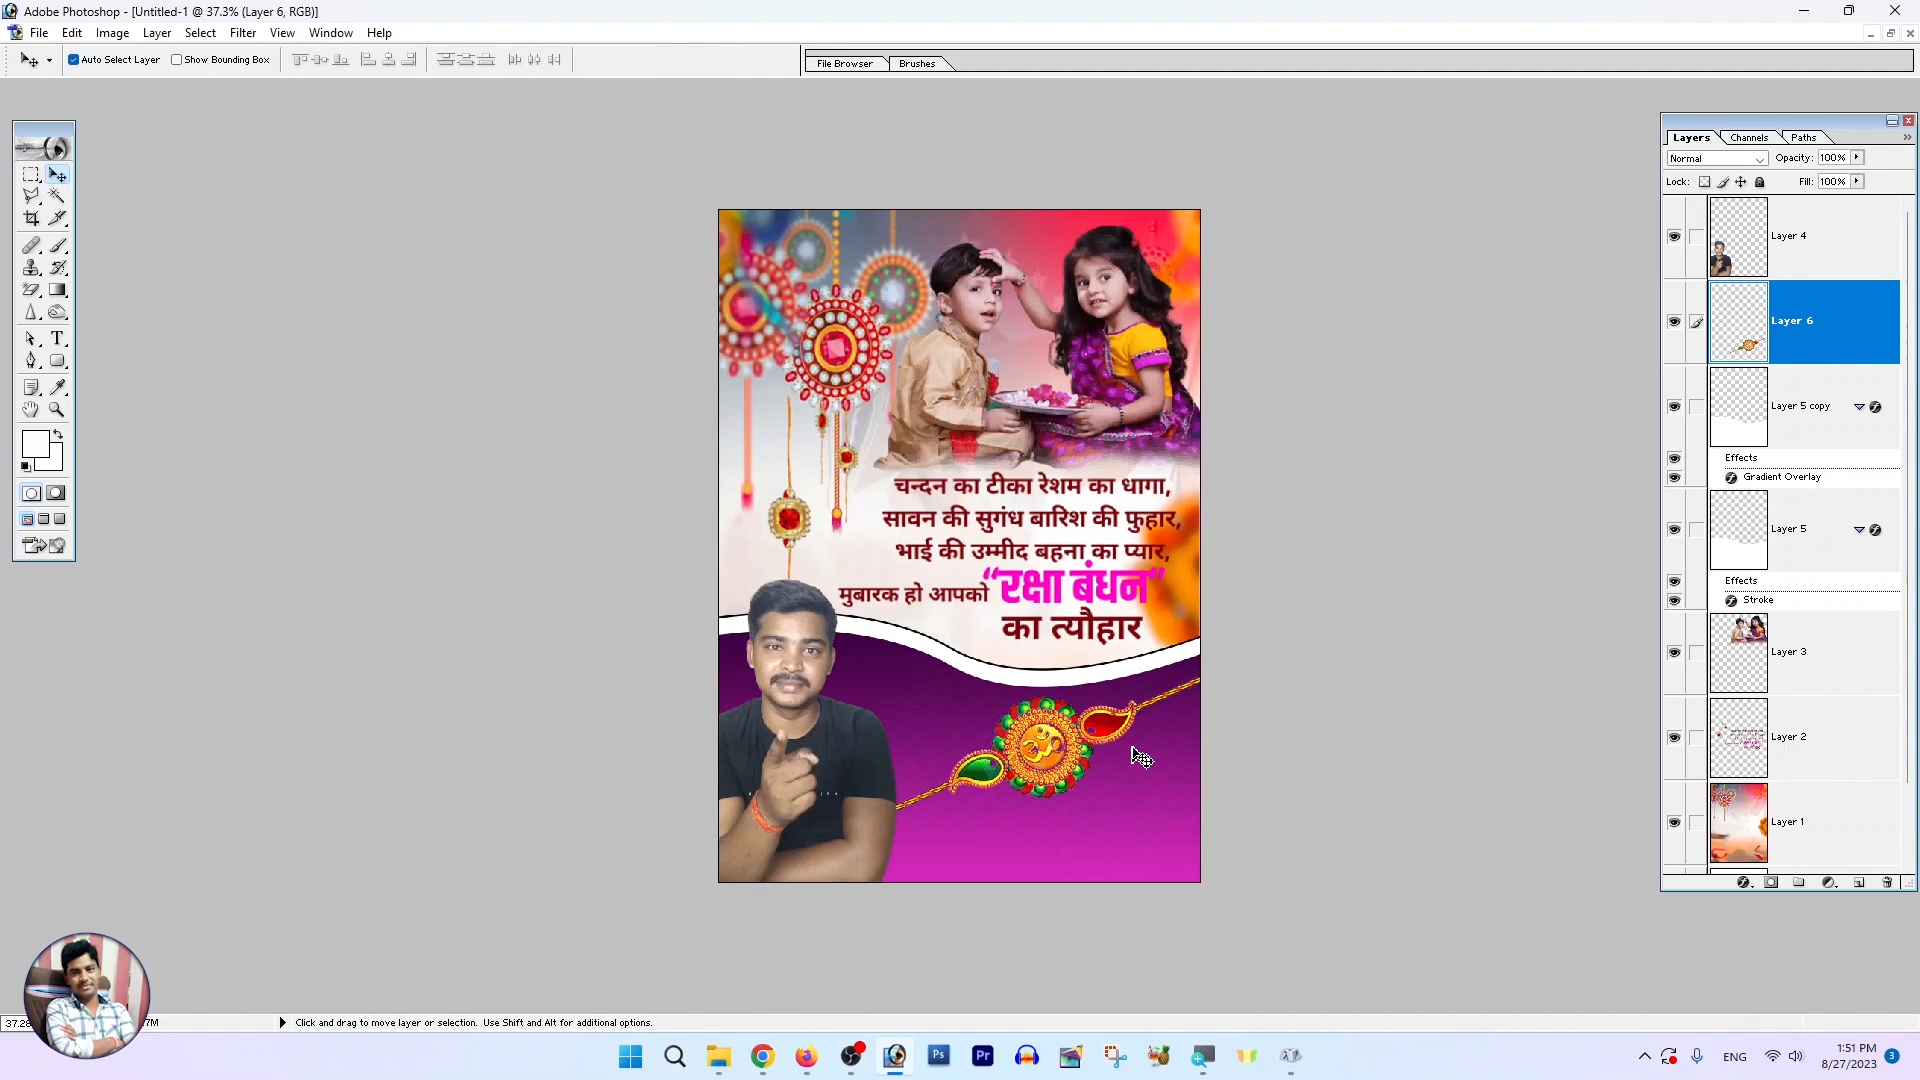 Adobe Photoshop - [Untitled-1 @ 37.3% (Layer 6, RGB)]
File Edit Image Layer Select Filter View Window Help
Auto Select Layer Show Bounding Box File Browser Brushes
Layers Channels Paths
Normal Opacity: 100%
Lock: Fill: 100%
Layer 4
Layer 6
Layer 5 copy
Effects
Gradient Overlay
Layer 5
Effects
Stroke
Layer 3
Layer 2
Layer 1
चन्दन का टीका रेशम का धागा,
सावन की सुगंध बारिश की फुहार,
भाई की उम्मीद बहना का प्यार,
मुबारक हो आपको “रक्षा बंधन”
का त्यौहार
Click and drag to move layer or selection. Use Shift and Alt for additional options.
Ps Pr
ENG
1:51 PM
8/27/2023
3